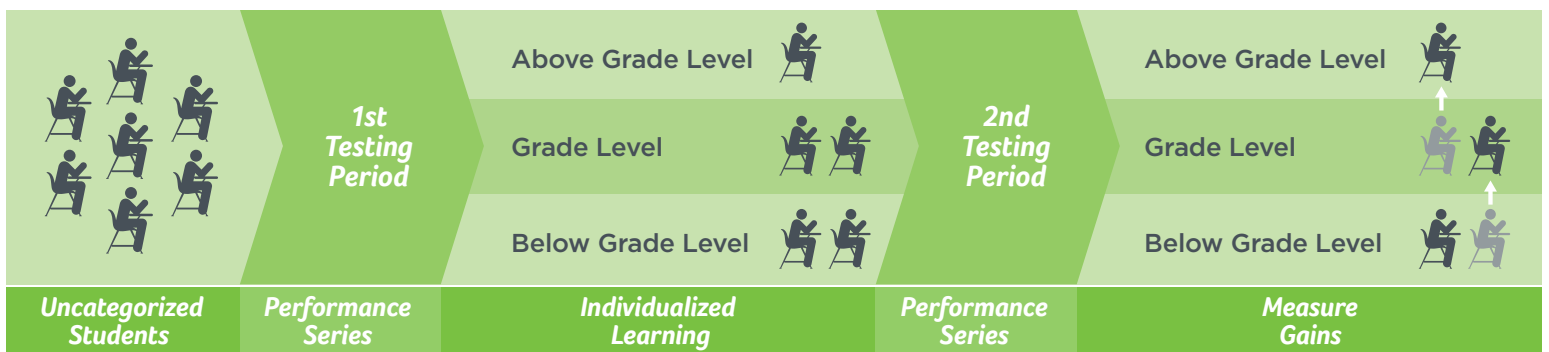 1st
Testing
Period
Above Grade Level
Grade Level
Below Grade Level
2nd
Testing
Period
Above Grade Level
Grade Level
Below Grade Level
Uncategorized
Students
Performance
Series
Individualized
Learning
Performance
Series
Measure
Gains